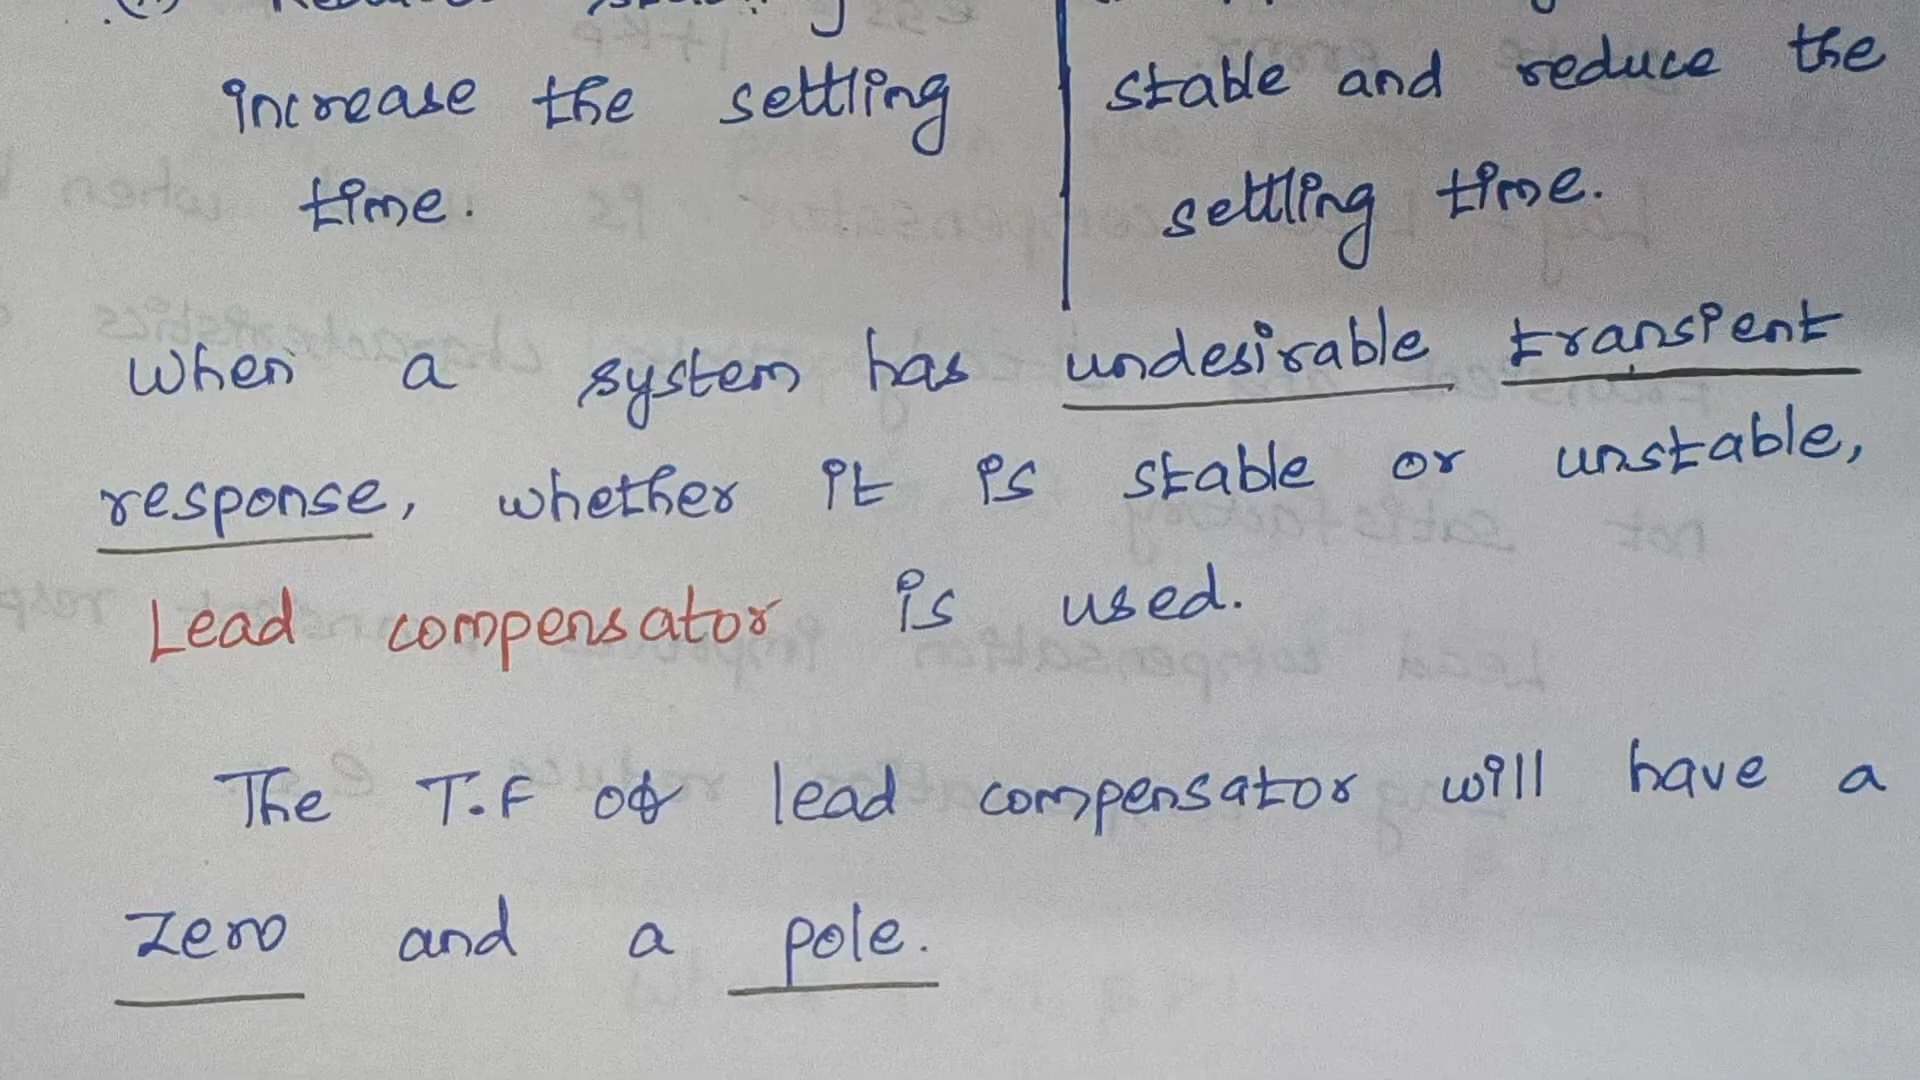 increase the settling
time.
stable and reduce the
settling time.
When a system has undesirable transient
response, whether it is stable or unstable,
Lead compensator is used.
The T.F of lead compensator will have a
zero and a pole.